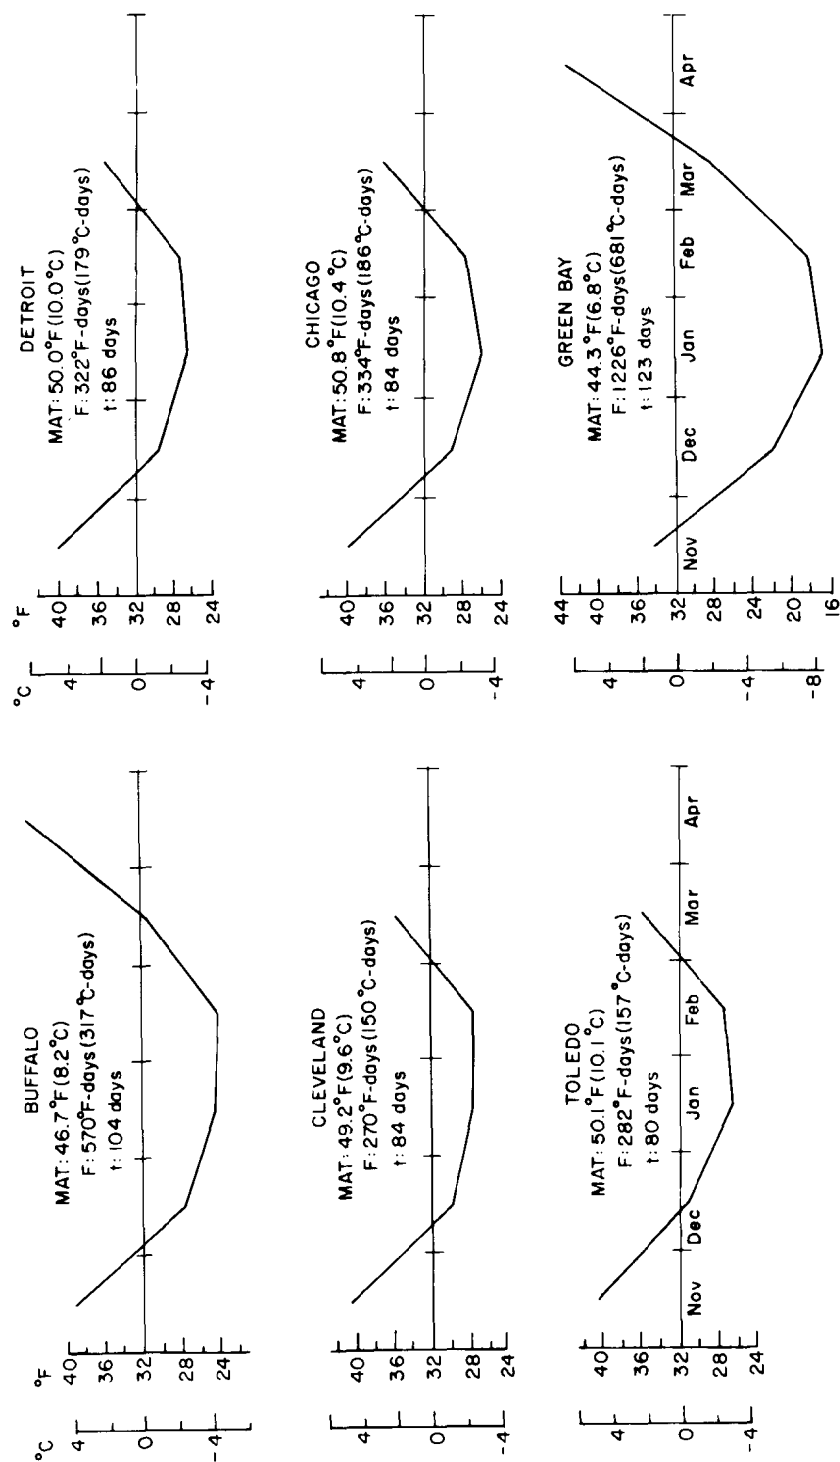 BUFFALO
MAT: 46.7°F(8.2°C)
F: 570°F-days(317°C-days)
t: 104 days
°C
4
0
-4
°F
40
36
32
28
24
DETROIT
MAT: 50.0°F(10.0°C)
F: 322°F-days(179°C-days)
t: 86 days
°C
4
0
-4
°F
40
36
32
28
24
CLEVELAND
MAT: 49.2°F(9.6°C)
F: 270°F-days(150°C-days)
t: 84 days
4
0
-4
40
36
32
28
24
CHICAGO
MAT: 50.8°F(10.4°C)
F: 334°F-days(186°C-days)
t: 84 days
4
0
-4
40
36
32
28
24
TOLEDO
MAT: 50.1°F(10.1°C)
F: 282°F-days(157°C-days)
t: 80 days
4
0
-4
40
36
32
28
24
Nov Dec Jan Feb Mar Apr
GREEN BAY
MAT: 44.3°F(6.8°C)
F: 1226°F-days(681°C-days)
t: 123 days
4
0
-4
-8
44
40
36
32
28
24
20
16
Nov Dec Jan Feb Mar Apr